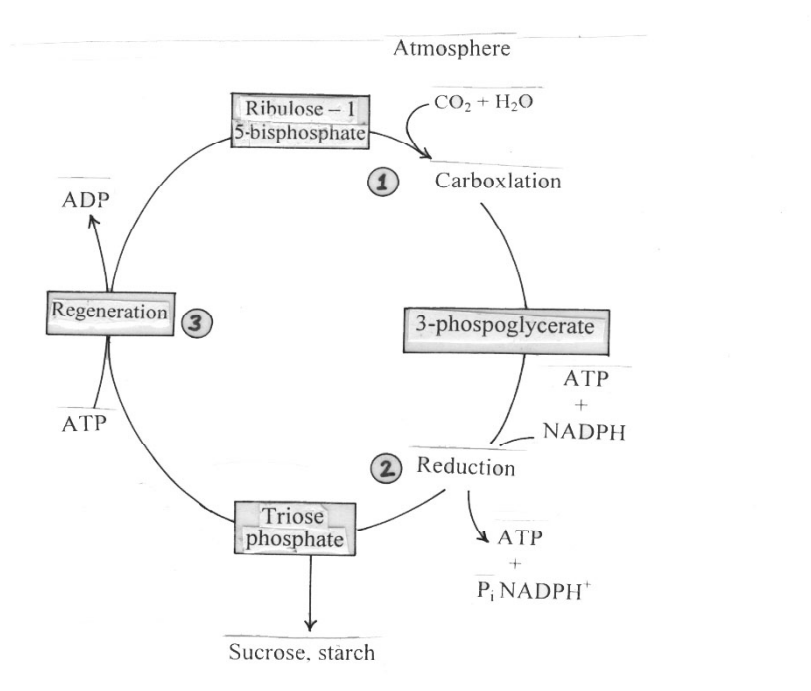 Atmosphere
Ribulose – 1
5-bisphosphate
CO₂ + H₂O
1
Carboxlation
ADP
Regeneration
3
3-phospoglycerate
ATP
+
NADPH
ATP
2
Reduction
Triose
phosphate
ATP
+
Pᵢ NADPH⁺
Sucrose, starch